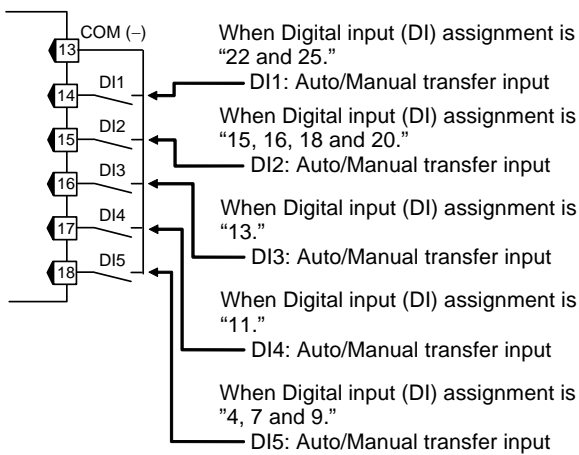 COM (−)
13
When Digital input (DI) assignment is
“22 and 25.”
DI1
14
DI1: Auto/Manual transfer input
When Digital input (DI) assignment is
“15, 16, 18 and 20.”
DI2
15
DI2: Auto/Manual transfer input
DI3
16
When Digital input (DI) assignment is
“13.”
DI3: Auto/Manual transfer input
DI4
17
When Digital input (DI) assignment is
“11.”
DI4: Auto/Manual transfer input
DI5
18
When Digital input (DI) assignment is
”4, 7 and 9.”
DI5: Auto/Manual transfer input